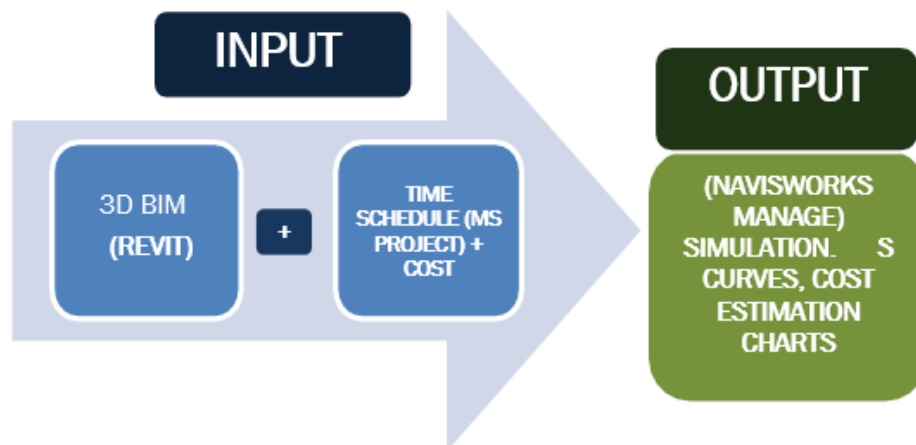 INPUT
3D BIM
(REVIT)
+
TIME
SCHEDULE (MS
PROJECT) +
COST
OUTPUT
(NAVISWORKS
MANAGE)
SIMULATION. S
CURVES, COST
ESTIMATION
CHARTS